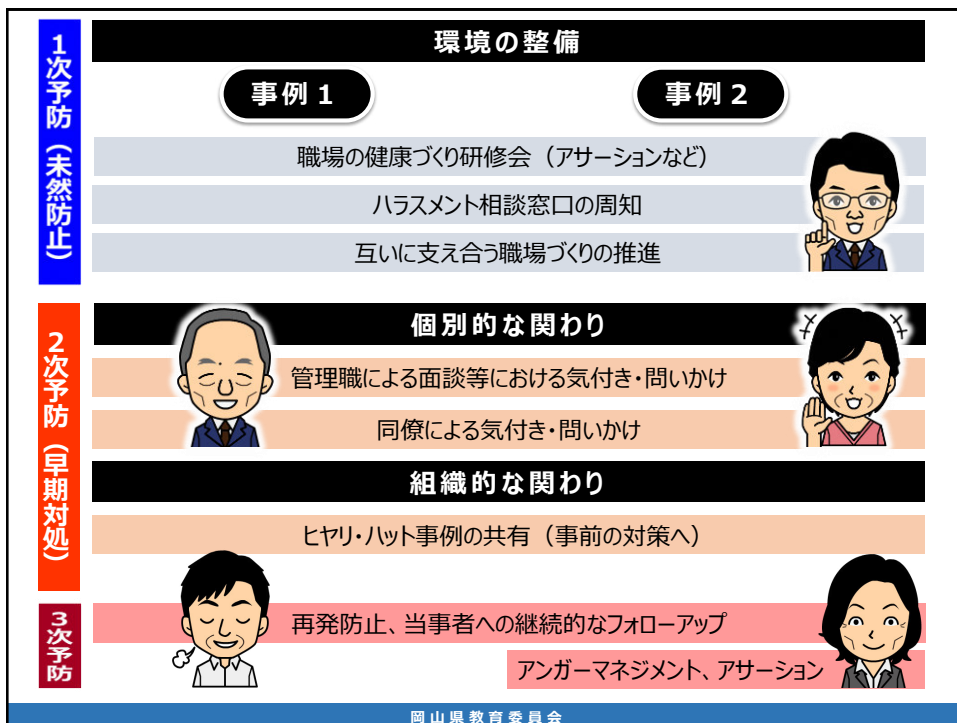 1次予防（未然防止）
環境の整備
事例1
事例2
職場の健康づくり研修会（アサーションなど）
ハラスメント相談窓口の周知
互いに支え合う職場づくりの推進
2次予防（早期対処）
個別的な関わり
管理職による面談等における気付き・問いかけ
同僚による気付き・問いかけ
組織的な関わり
ヒヤリ・ハット事例の共有（事前の対策へ）
3次予防
再発防止、当事者への継続的なフォローアップ
アンガーマネジメント、アサーション
岡山県教育委員会